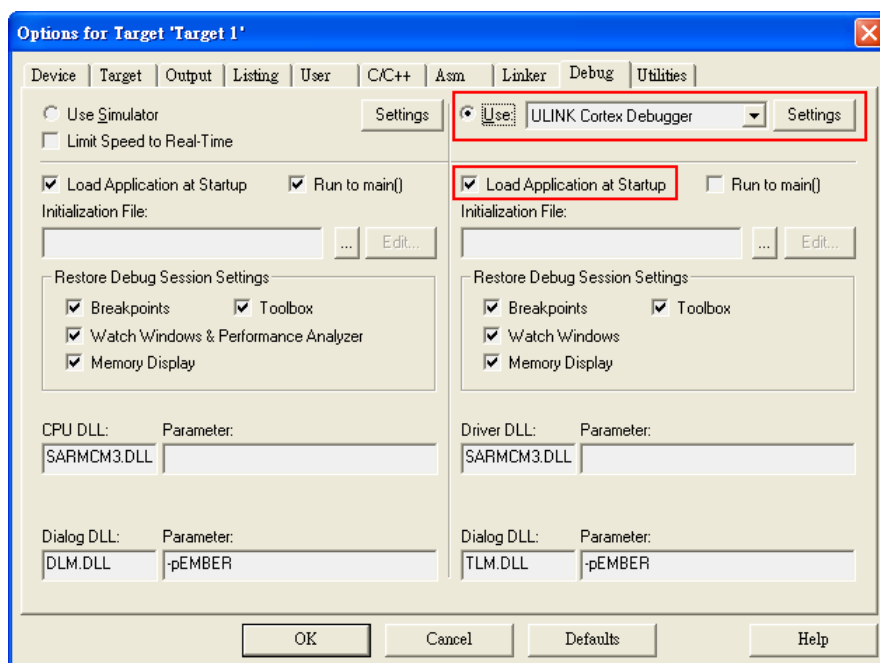 Options for Target 'Target 1'
Device Target Output Listing User C/C++ Asm Linker Debug Utilities
Use Simulator Settings
Limit Speed to Real-Time
Use: ULINK Cortex Debugger Settings
Load Application at Startup Run to main()
Initialization File:
... Edit...
Restore Debug Session Settings
Breakpoints Toolbox
Watch Windows & Performance Analyzer
Memory Display
Load Application at Startup Run to main()
Initialization File:
... Edit...
Restore Debug Session Settings
Breakpoints Toolbox
Watch Windows
Memory Display
CPU DLL: Parameter:
SARMCM3.DLL
Driver DLL: Parameter:
SARMCM3.DLL
Dialog DLL: Parameter:
DLM.DLL -pEMBER
Dialog DLL: Parameter:
TLM.DLL -pEMBER
OK Cancel Defaults Help